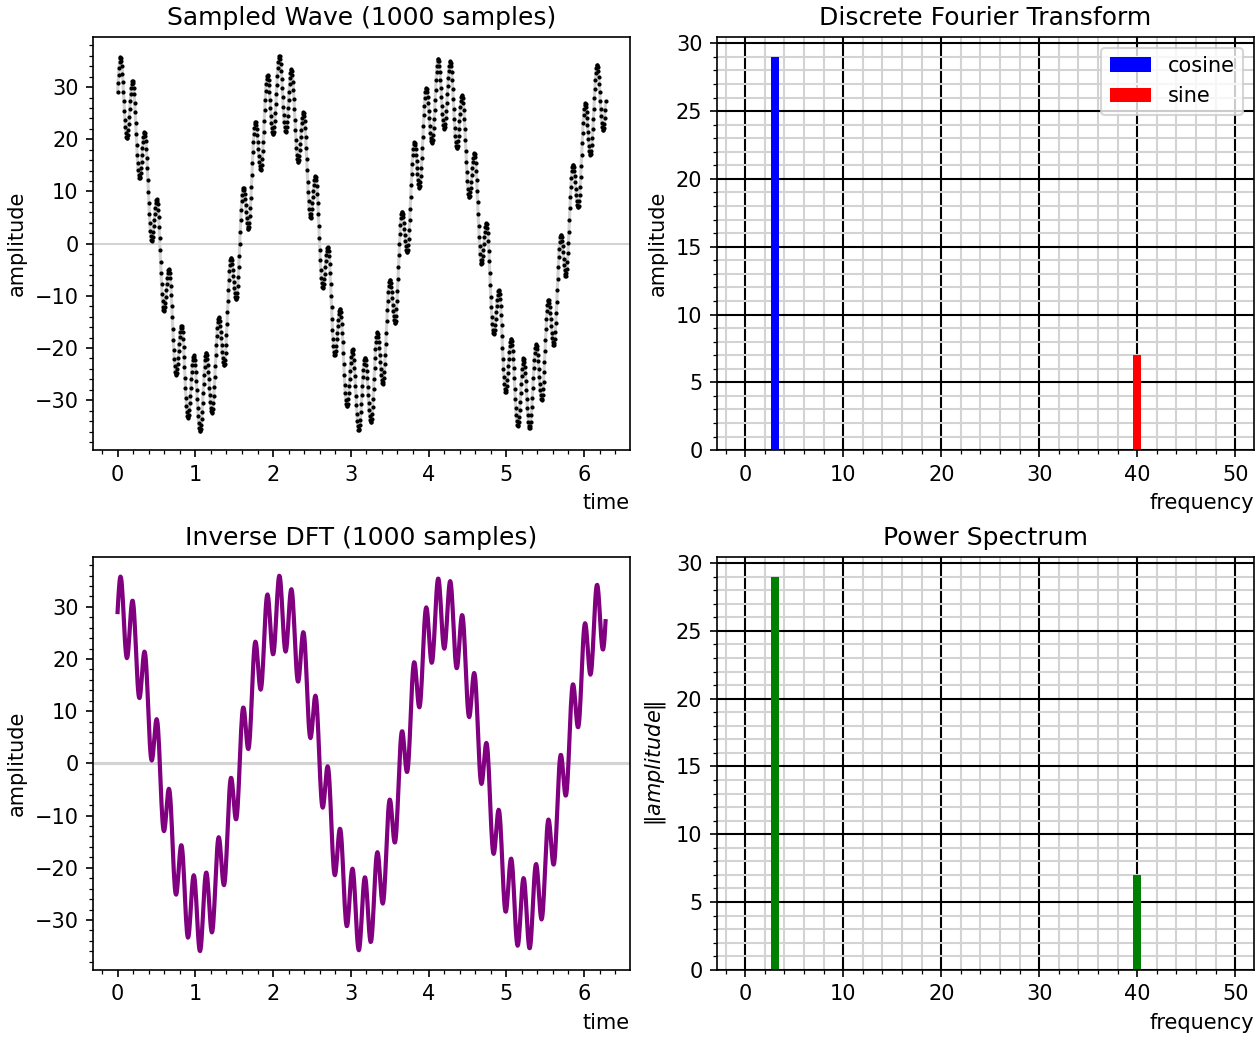 Sampled Wave (1000 samples)
amplitude
30
20
10
0
−10
−20
−30
0 1 2 3 4 5 6
time
Discrete Fourier Transform
cosine
sine
amplitude
30
25
20
15
10
5
0
0 10 20 30 40 50
frequency
Inverse DFT (1000 samples)
amplitude
30
20
10
0
−10
−20
−30
0 1 2 3 4 5 6
time
Power Spectrum
‖amplitude‖
30
25
20
15
10
5
0
0 10 20 30 40 50
frequency